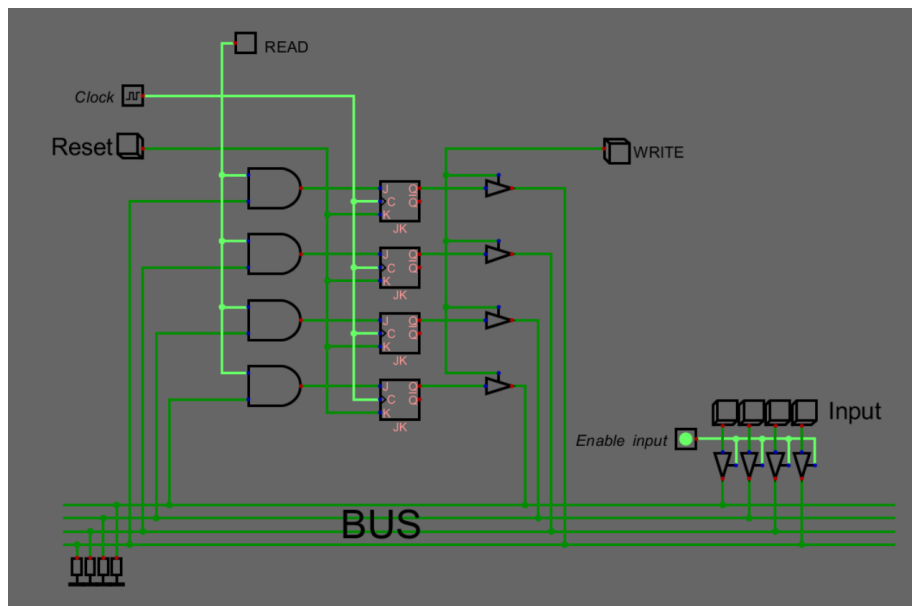 READ
Clock
Reset
WRITE
J Q
C Q
K
JK
J Q
C Q
K
JK
J Q
C Q
K
JK
J Q
C Q
K
JK
Input
Enable input
BUS